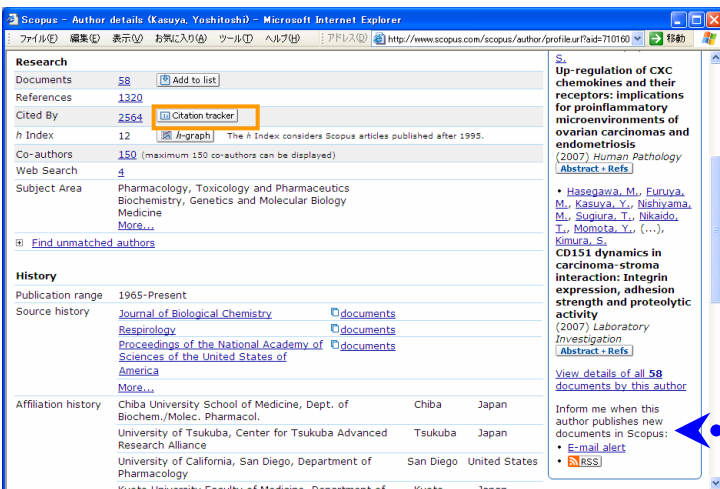 Scopus - Author details (Kasuya, Yoshitoshi) - Microsoft Internet Explorer
ファイル(F) 編集(E) 表示(V) お気に入り(A) ツール(T) ヘルプ(H) アドレス(D) http://www.scopus.com/scopus/author/profile.url?aid=710160 移動
Research
Documents 58 Add to list
References 1320
Cited By 2564 Citation tracker
h Index 12 h-graph The h Index considers Scopus articles published after 1995.
Co-authors 150 (maximum 150 co-authors can be displayed)
Web Search 4
Subject Area Pharmacology, Toxicology and Pharmaceutics
Biochemistry, Genetics and Molecular Biology
Medicine
More...
Find unmatched authors
History
Publication range 1965-Present
Source history Journal of Biological Chemistry documents
Respirology documents
Proceedings of the National Academy of documents
Sciences of the United States of
America
More...
Affiliation history Chiba University School of Medicine, Dept. of Chiba Japan
Biochem./Molec. Pharmacol.
University of Tsukuba, Center for Tsukuba Advanced Tsukuba Japan
Research Alliance
University of California, San Diego, Department of San Diego United States
Pharmacology
Kyoto University Faculty of Medicine, Department of Kyoto Japan
S.
Up-regulation of CXC
chemokines and their
receptors: implications
for proinflammatory
microenvironments of
ovarian carcinomas and
endometriosis
(2007) Human Pathology
Abstract + Refs
• Hasegawa, M., Furuya,
M., Kasuya, Y., Nishiyama,
M., Sugiura, T., Nikaido,
T., Momota, Y., (...),
Kimura, S.
CD151 dynamics in
carcinoma-stroma
interaction: Integrin
expression, adhesion
strength and proteolytic
activity
(2007) Laboratory
Investigation
Abstract + Refs
View details of all 58
documents by this author
Inform me when this
author publishes new
documents in Scopus:
• E-mail alert
• RSS